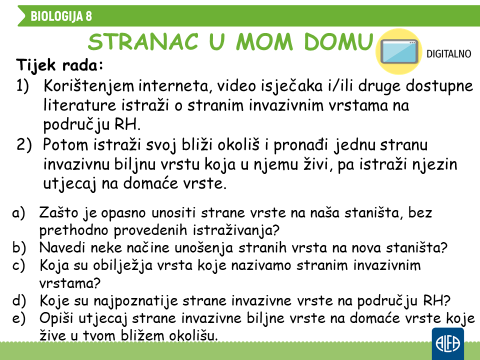 BIOLOGIJA 8
STRANAC U MOM DOMU
DIGITALNO
Tijek rada:
1) Korištenjem interneta, video isječaka i/ili druge dostupne
literature istraži o stranim invazivnim vrstama na
području RH.
2) Potom istraži svoj bliži okoliš i pronađi jednu stranu
invazivnu biljnu vrstu koja u njemu živi, pa istraži njezin
utjecaj na domaće vrste.
a) Zašto je opasno unositi strane vrste na naša staništa, bez
prethodno provedenih istraživanja?
b) Navedi neke načine unošenja stranih vrsta na nova staništa?
c) Koja su obilježja vrsta koje nazivamo stranim invazivnim
vrstama?
d) Koje su najpoznatije strane invazivne vrste na području RH?
e) Opiši utjecaj strane invazivne biljne vrste na domaće vrste koje
žive u tvom bližem okolišu.
ALFA